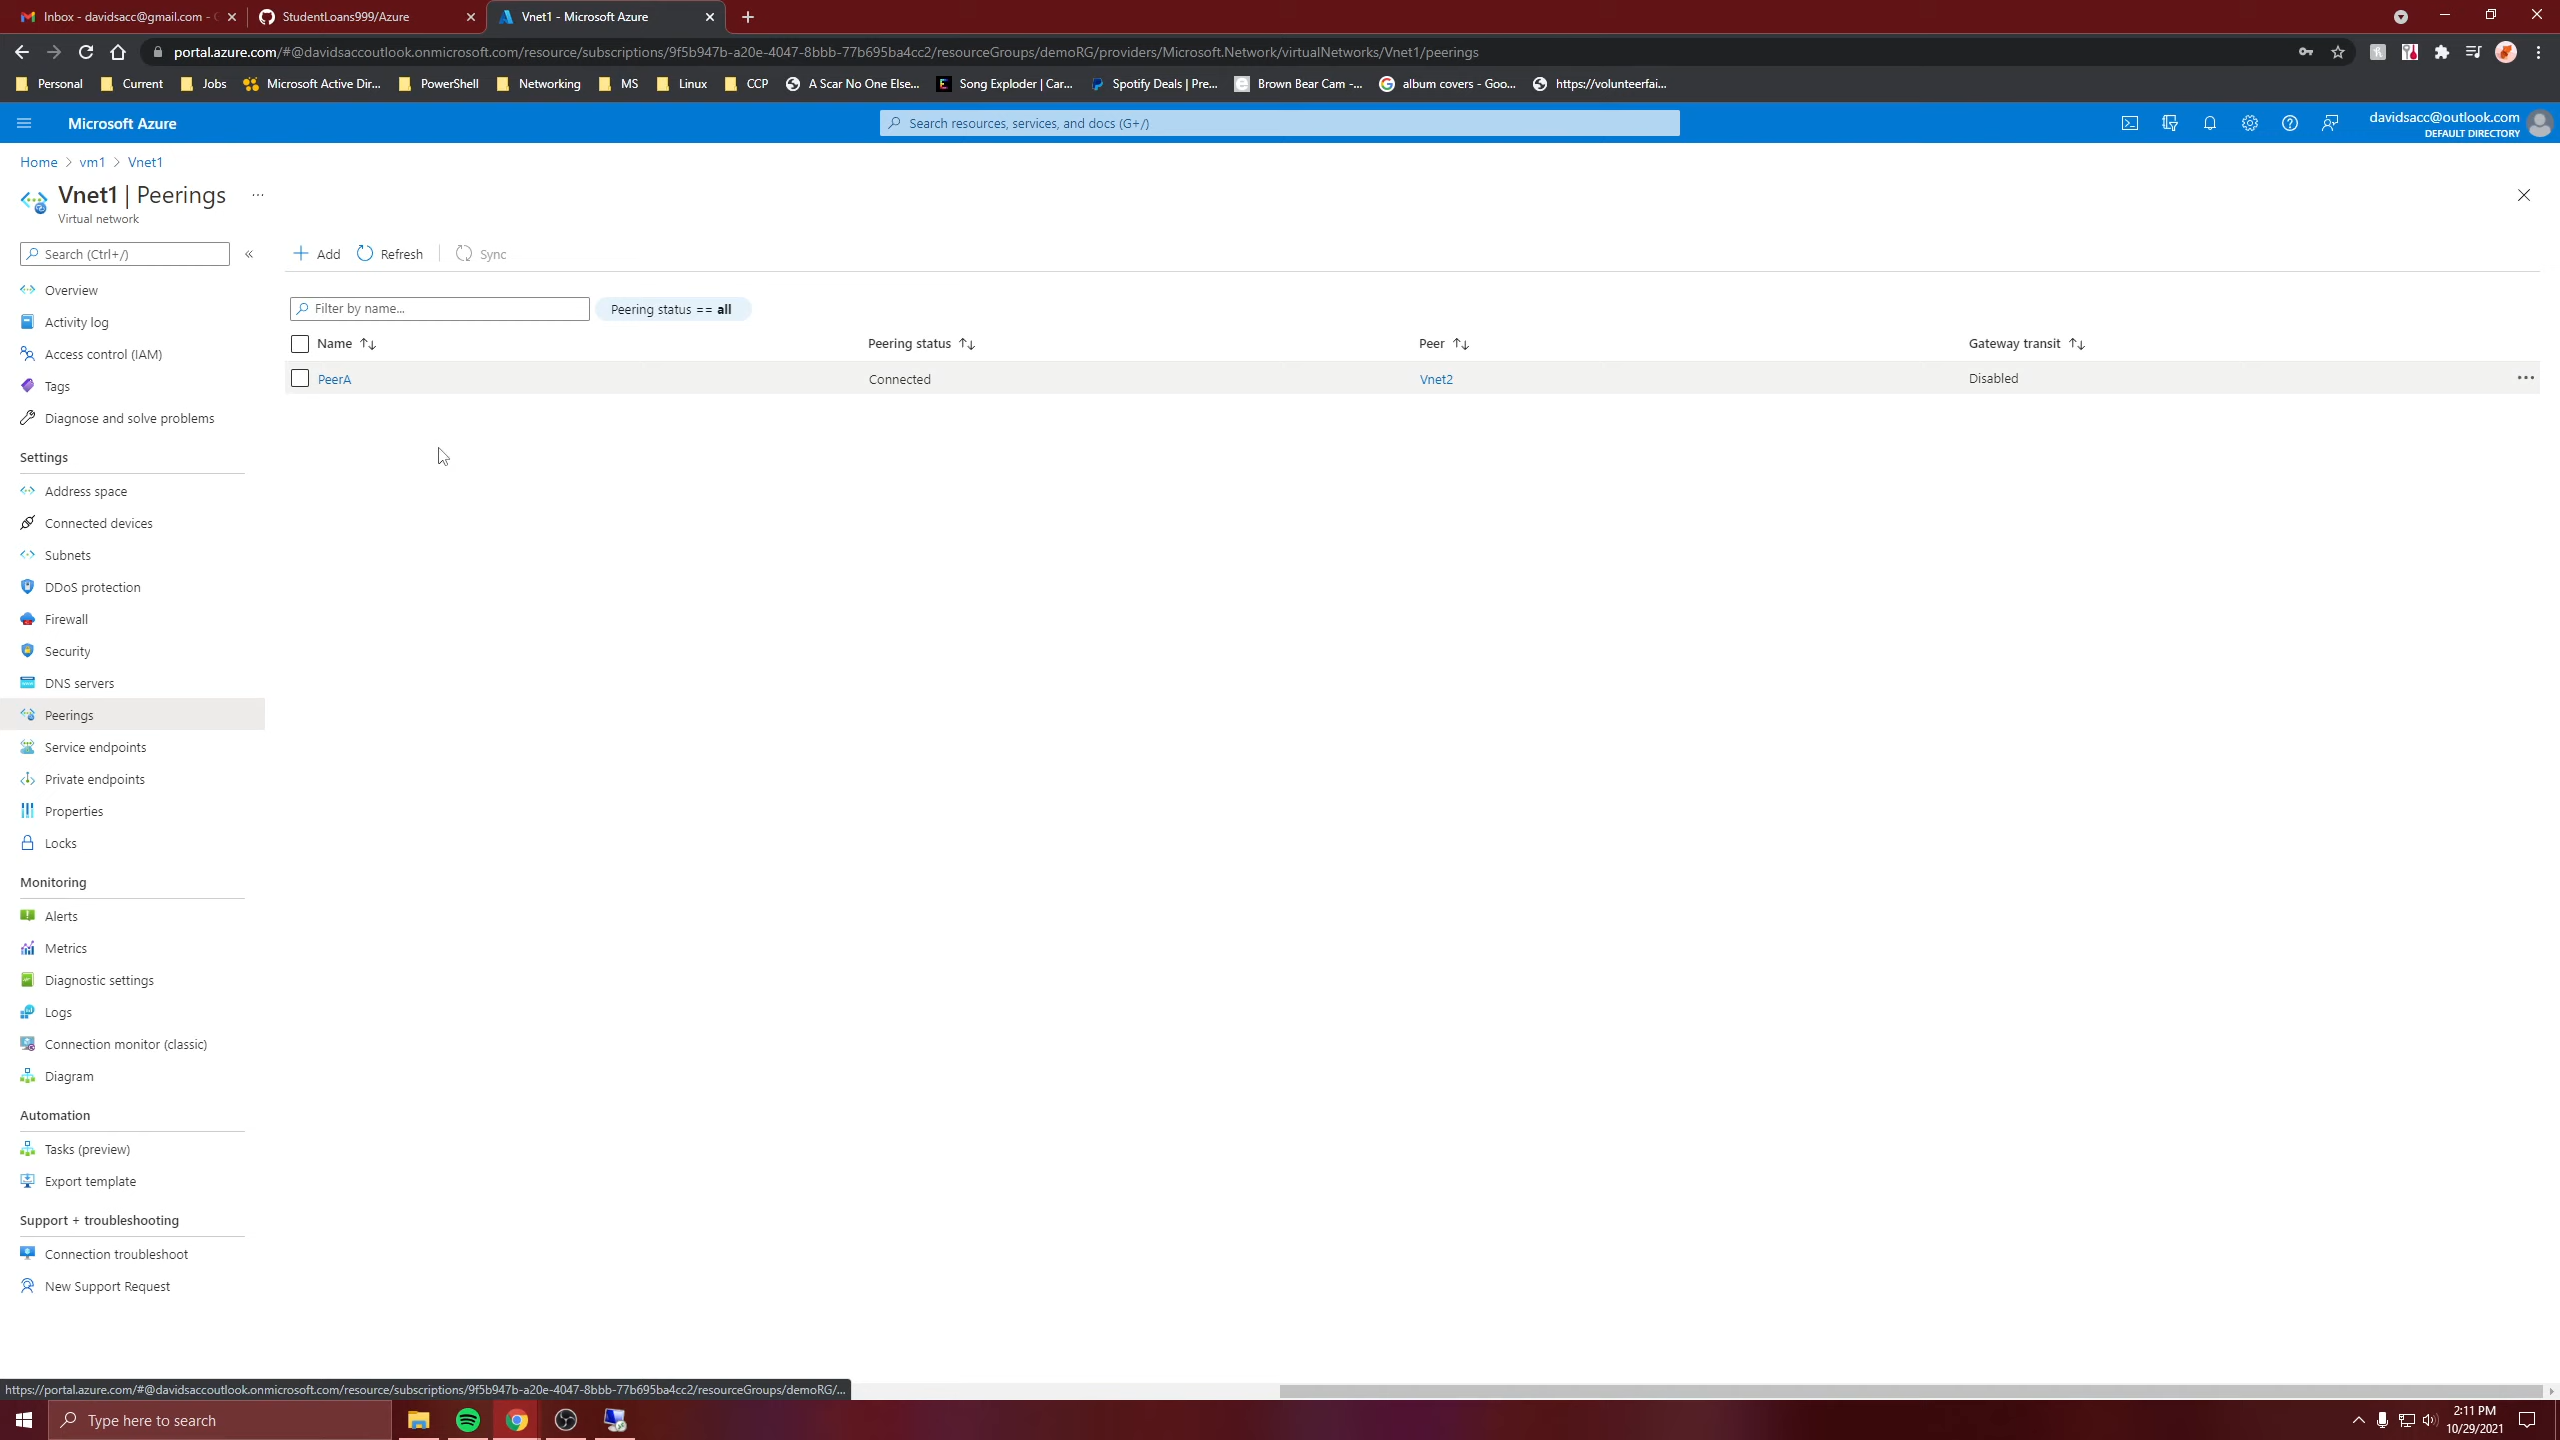 Inbox - davidsacc@gmail.com -
StudentLoans999/Azure
Vnet1 - Microsoft Azure
portal.azure.com/#@davidsaccoutlook.onmicrosoft.com/resource/subscriptions/9f5b947b-a20e-4047-8bbb-77b695ba4cc2/resourceGroups/demoRG/providers/Microsoft.Network/virtualNetworks/Vnet1/peerings
Personal
Current
Jobs
Microsoft Active Dir...
PowerShell
Networking
MS
Linux
CCP
A Scar No One Else...
Song Exploder | Car...
Spotify Deals | Pre...
Brown Bear Cam -...
album covers - Goo...
https://volunteerfai...
Microsoft Azure
Search resources, services, and docs (G+/)
davidsacc@outlook.com
DEFAULT DIRECTORY
Home > vm1 > Vnet1
Vnet1 | Peerings ...
Virtual network
Search (Ctrl+/)
«
+ Add
Refresh
Sync
Overview
Activity log
Access control (IAM)
Tags
Diagnose and solve problems
Settings
Address space
Connected devices
Subnets
DDoS protection
Firewall
Security
DNS servers
Peerings
Service endpoints
Private endpoints
Properties
Locks
Monitoring
Alerts
Metrics
Diagnostic settings
Logs
Connection monitor (classic)
Diagram
Automation
Tasks (preview)
Export template
Support + troubleshooting
Connection troubleshoot
New Support Request
Filter by name...
Peering status == all
Name ↑↓
Peering status ↑↓
Peer ↑↓
Gateway transit ↑↓
PeerA
Connected
Vnet2
Disabled
...
https://portal.azure.com/#@davidsaccoutlook.onmicrosoft.com/resource/subscriptions/9f5b947b-a20e-4047-8bbb-77b695ba4cc2/resourceGroups/demoRG/...
Type here to search
2:11 PM
10/29/2021